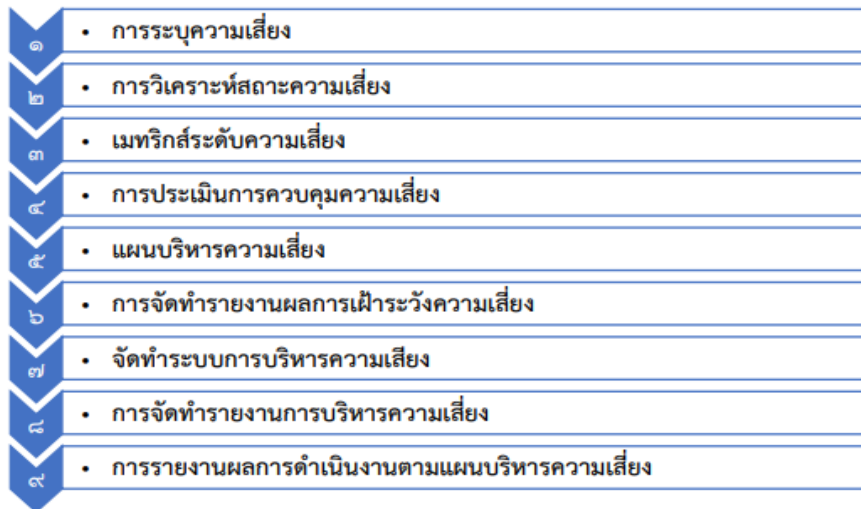 ๑ • การระบุความเสี่ยง
๒ • การวิเคราะห์สถาะความเสี่ยง
๓ • เมทริกส์ระดับความเสี่ยง
๔ • การประเมินการควบคุมความเสี่ยง
๕ • แผนบริหารความเสี่ยง
๖ • การจัดทำรายงานผลการเฝ้าระวังความเสี่ยง
๗ • จัดทำระบบการบริหารความเสียง
๘ • การจัดทำรายงานการบริหารความเสี่ยง
๙ • การรายงานผลการดำเนินงานตามแผนบริหารความเสี่ยง